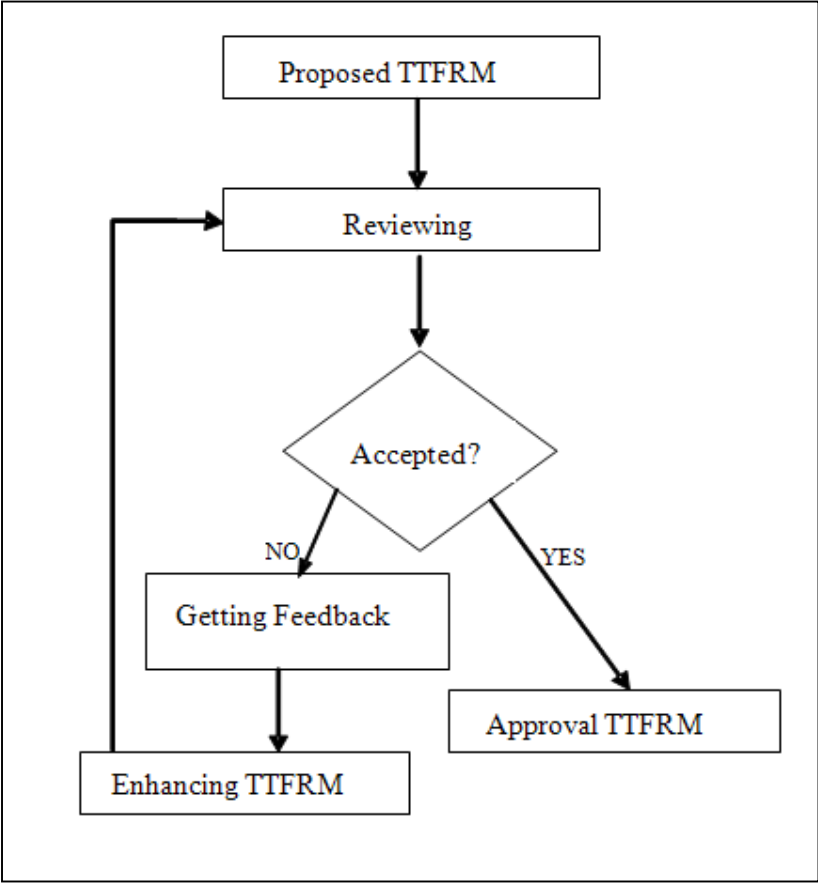 Proposed TTFRM
Reviewing
Accepted?
NO
YES
Getting Feedback
Approval TTFRM
Enhancing TTFRM